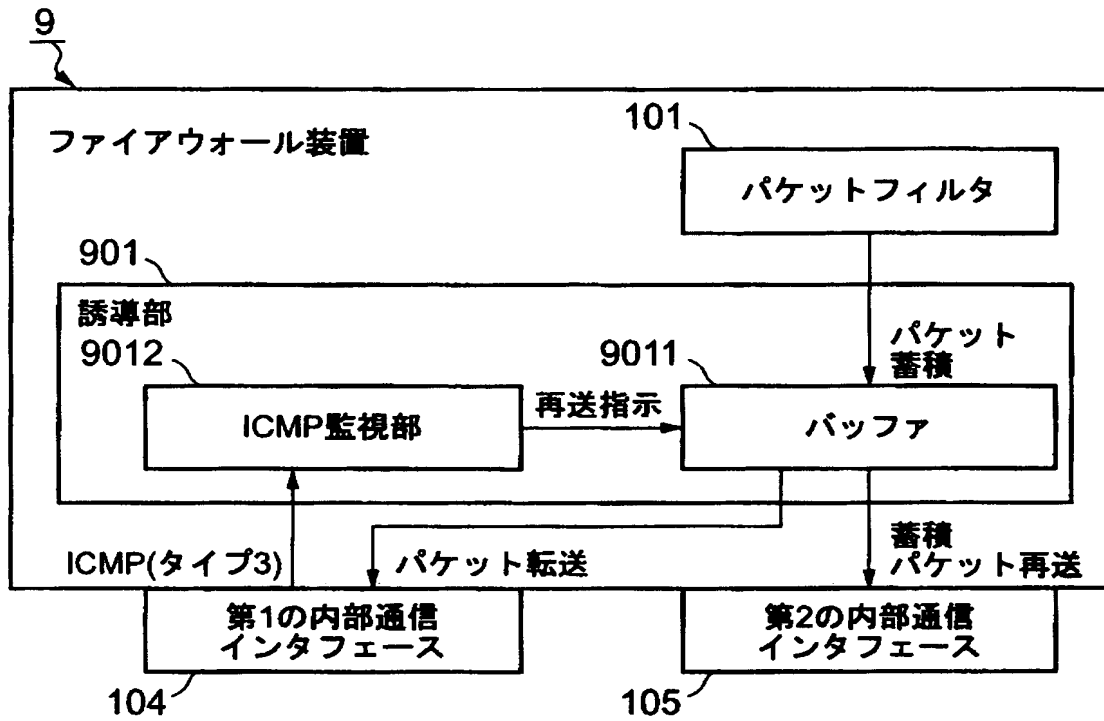 9
ファイアウォール装置
101
パケットフィルタ
901
誘導部
パケット
蓄積
9012
9011
ICMP監視部
再送指示
バッファ
ICMP(タイプ3)
パケット転送
蓄積
パケット再送
第1の内部通信
インタフェース
第2の内部通信
インタフェース
104
105